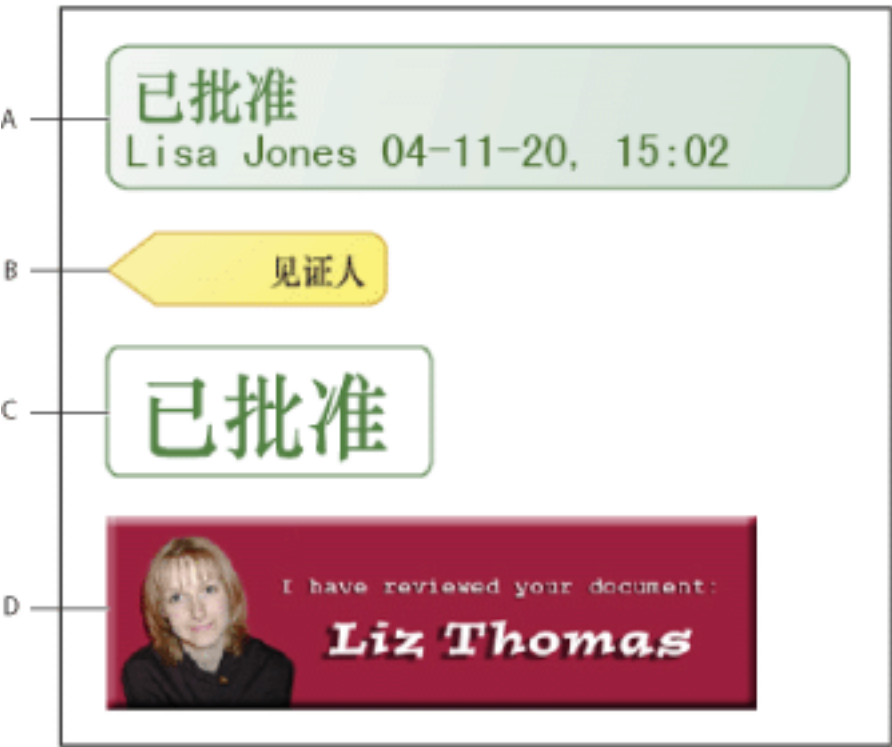 A
已批准
Lisa Jones 04-11-20, 15:02
B
见证人
C
已批准
D
I have reviewed your document:
Liz Thomas